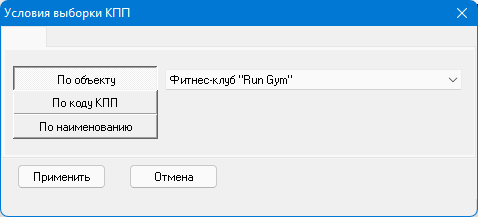 Условия выборки КПП
По объекту
Фитнес-клуб "Run Gym"
По коду КПП
По наименованию
Применить
Отмена